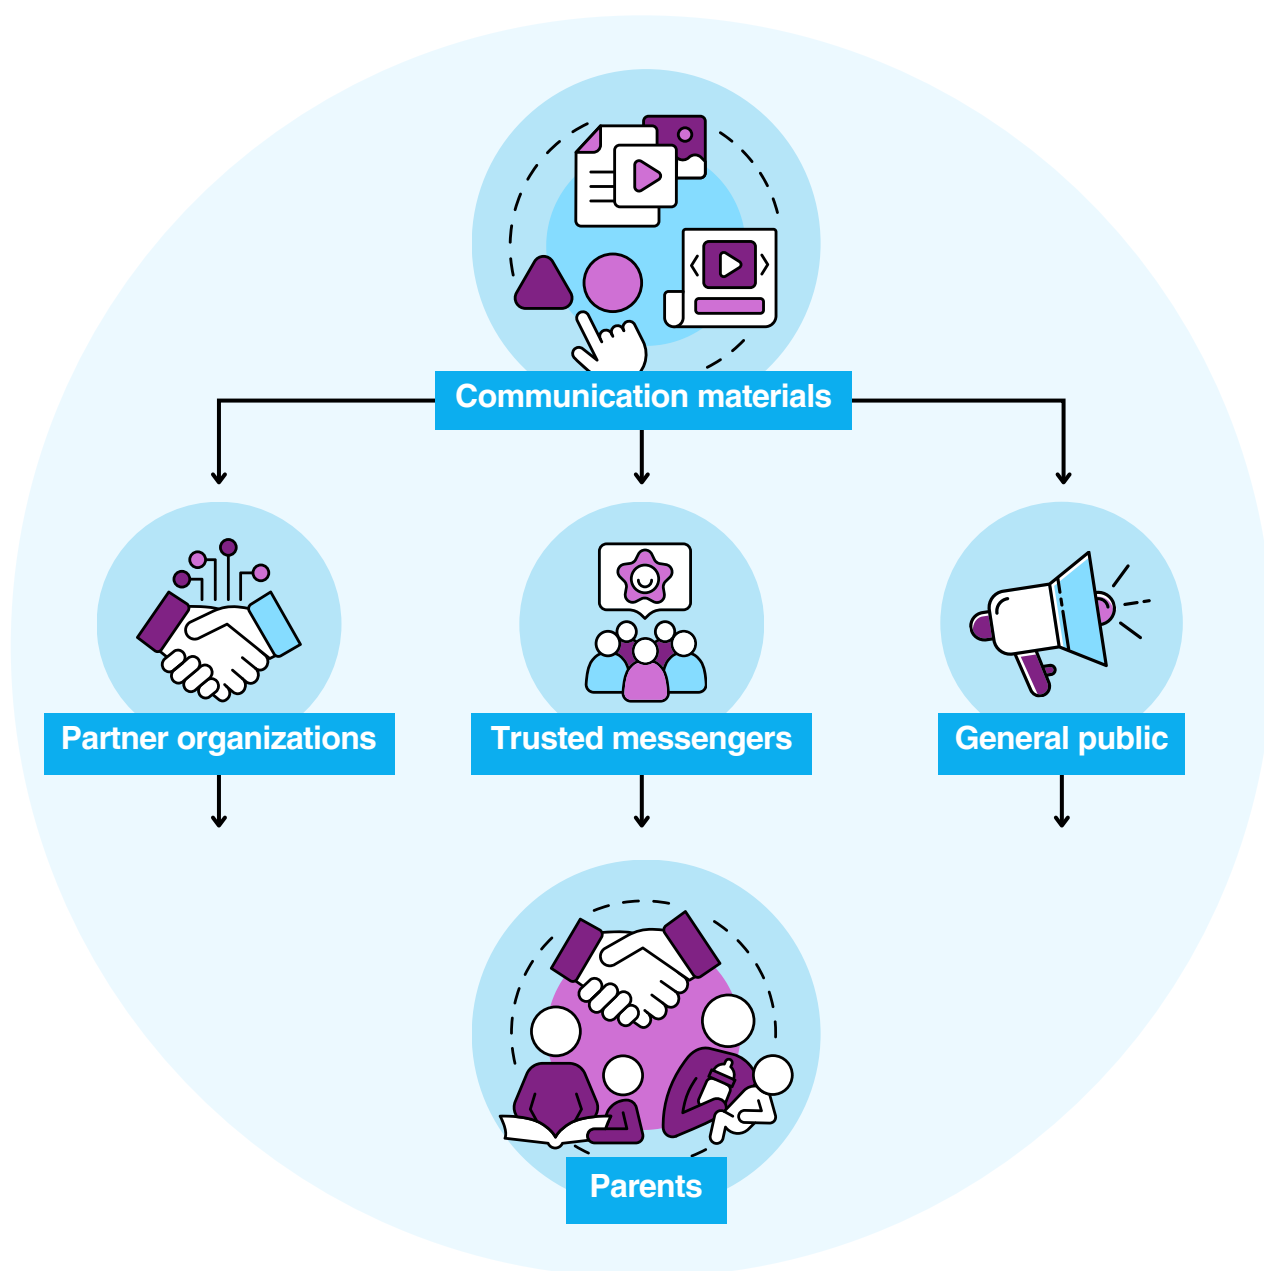 Communication materials
Partner organizations
Trusted messengers
General public
Parents